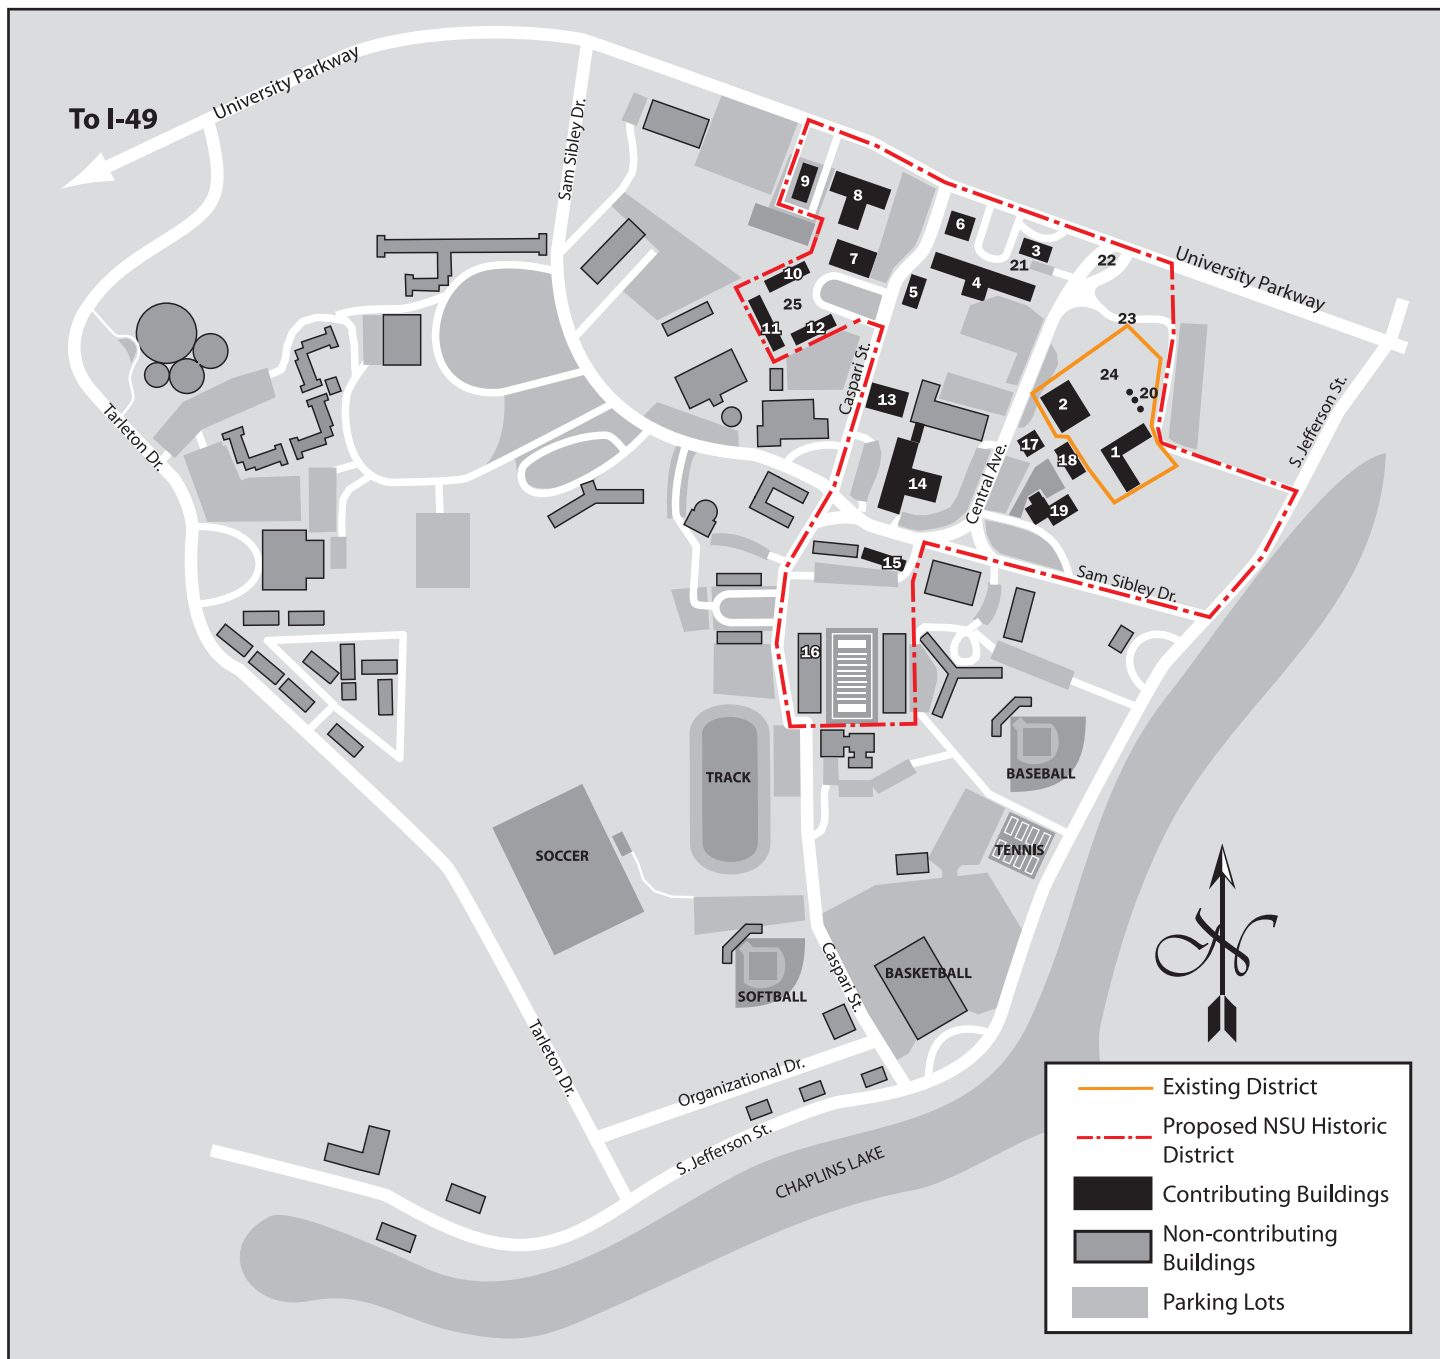 University Parkway
To I-49
Sam Sibley Dr.
9
8
6
3
7
21
22
University Parkway
10
4
5
25
11
12
23
Caspari St.
24
20
2
13
S. Jefferson St.
Tarleton Dr.
17
1
18
14
Central Ave.
19
15
Sam Sibley Dr.
16
TRACK
BASEBALL
SOCCER
TENNIS
BASKETBALL
SOFTBALL
Caspari St.
N
Tarleton Dr.
Organizational Dr.
S. Jefferson St.
CHAPLINS LAKE
Existing District
Proposed NSU Historic
District
Contributing Buildings
Non-contributing
Buildings
Parking Lots